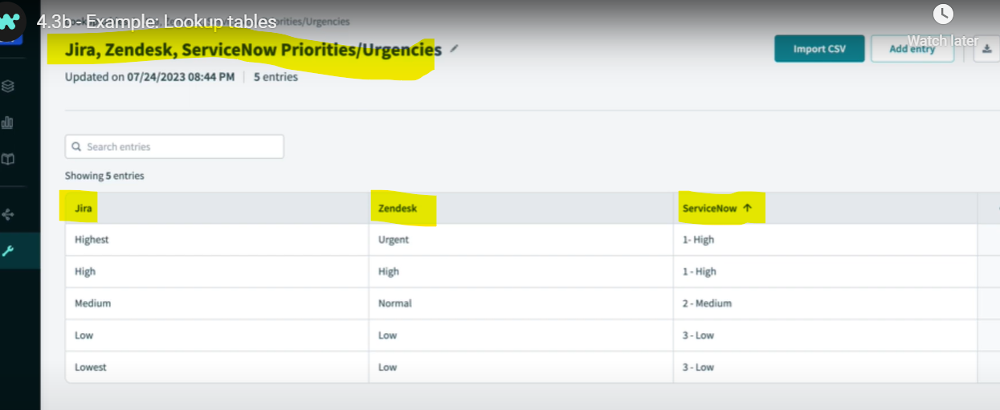 4.3b - Example: Lookup tables
Priorities/Urgencies
Jira, Zendesk, ServiceNow Priorities/Urgencies
Watch later
Import CSV
Add entry
Updated on 07/24/2023 08:44 PM
5 entries
Search entries
Showing 5 entries
Jira Zendesk ServiceNow ↑
Highest Urgent 1- High
High High 1 - High
Medium Normal 2 - Medium
Low Low 3 - Low
Lowest Low 3 - Low